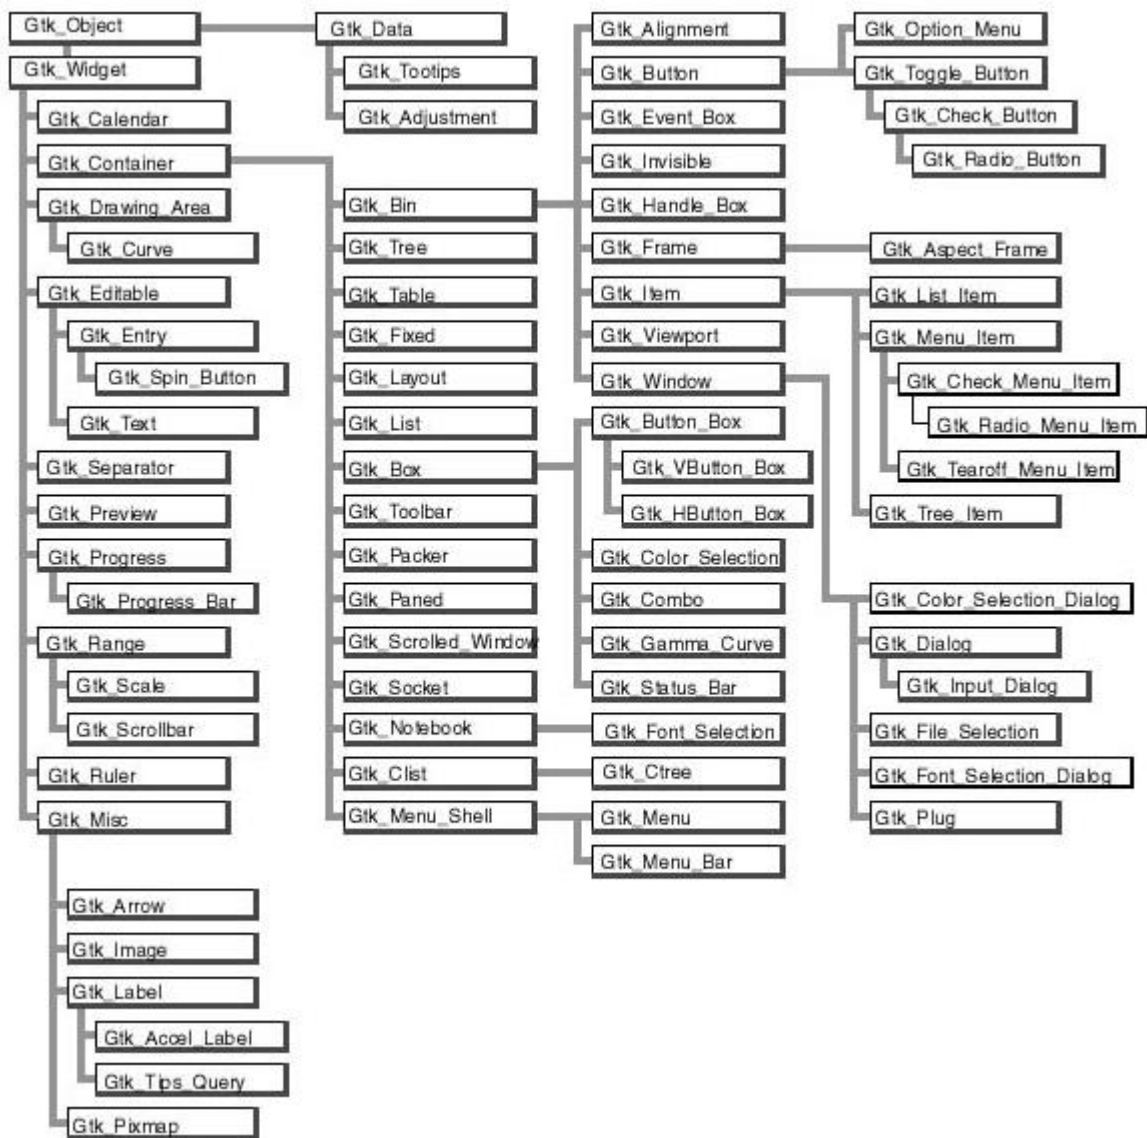 Gtk_Object
Gtk_Widget
Gtk_Calendar
Gtk_Container
Gtk_Drawing_Area
Gtk_Curve
Gtk_Editable
Gtk_Entry
Gtk_Spin_Button
Gtk_Text
Gtk_Separator
Gtk_Preview
Gtk_Progress
Gtk_Progress_Bar
Gtk_Range
Gtk_Scale
Gtk_Scrollbar
Gtk_Ruler
Gtk_Misc
Gtk_Arrow
Gtk_Image
Gtk_Label
Gtk_Accel_Label
Gtk_Tips_Query
Gtk_Pixmap
Gtk_Data
Gtk_Tootips
Gtk_Adjustment
Gtk_Bin
Gtk_Tree
Gtk_Table
Gtk_Fixed
Gtk_Layout
Gtk_List
Gtk_Box
Gtk_Toolbar
Gtk_Packer
Gtk_Paned
Gtk_Scrolled_Window
Gtk_Socket
Gtk_Notebook
Gtk_Clist
Gtk_Menu_Shell
Gtk_Alignment
Gtk_Button
Gtk_Event_Box
Gtk_Invisible
Gtk_Handle_Box
Gtk_Frame
Gtk_Item
Gtk_Viewport
Gtk_Window
Gtk_Button_Box
Gtk_VButton_Box
Gtk_HButton_Box
Gtk_Color_Selection
Gtk_Combo
Gtk_Gamma_Curve
Gtk_Status_Bar
Gtk_Font_Selection
Gtk_Ctree
Gtk_Menu
Gtk_Menu_Bar
Gtk_Option_Menu
Gtk_Toggle_Button
Gtk_Check_Button
Gtk_Radio_Button
Gtk_Aspect_Frame
Gtk_List_Item
Gtk_Menu_Item
Gtk_Check_Menu_Item
Gtk_Radio_Menu_Item
Gtk_Tearoff_Menu_Item
Gtk_Tree_Item
Gtk_Color_Selection_Dialog
Gtk_Dialog
Gtk_Input_Dialog
Gtk_File_Selection
Gtk_Font_Selection_Dialog
Gtk_Plug